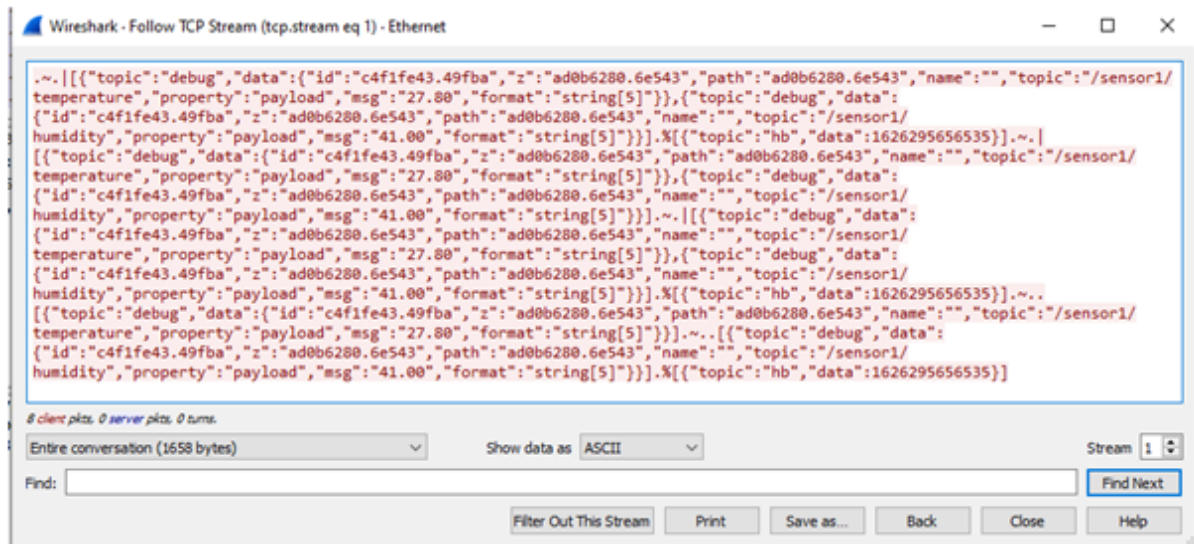 Wireshark - Follow TCP Stream (tcp.stream eq 1) - Ethernet
.~.|[{"topic":"debug","data":{"id":"c4f1fe43.49fba","z":"ad0b6280.6e543","path":"ad0b6280.6e543","name":"","topic":"/sensor1/
temperature","property":"payload","msg":"27.80","format":"string[5]"}},{"topic":"debug","data":
{"id":"c4f1fe43.49fba","z":"ad0b6280.6e543","path":"ad0b6280.6e543","name":"","topic":"/sensor1/
humidity","property":"payload","msg":"41.00","format":"string[5]"}}].%[{"topic":"hb","data":1626295656535}].~.|
[{"topic":"debug","data":{"id":"c4f1fe43.49fba","z":"ad0b6280.6e543","path":"ad0b6280.6e543","name":"","topic":"/sensor1/
temperature","property":"payload","msg":"27.80","format":"string[5]"}},{"topic":"debug","data":
{"id":"c4f1fe43.49fba","z":"ad0b6280.6e543","path":"ad0b6280.6e543","name":"","topic":"/sensor1/
humidity","property":"payload","msg":"41.00","format":"string[5]"}}].~.|[{"topic":"debug","data":
{"id":"c4f1fe43.49fba","z":"ad0b6280.6e543","path":"ad0b6280.6e543","name":"","topic":"/sensor1/
temperature","property":"payload","msg":"27.80","format":"string[5]"}},{"topic":"debug","data":
{"id":"c4f1fe43.49fba","z":"ad0b6280.6e543","path":"ad0b6280.6e543","name":"","topic":"/sensor1/
humidity","property":"payload","msg":"41.00","format":"string[5]"}}].%[{"topic":"hb","data":1626295656535}].~..
[{"topic":"debug","data":{"id":"c4f1fe43.49fba","z":"ad0b6280.6e543","path":"ad0b6280.6e543","name":"","topic":"/sensor1/
temperature","property":"payload","msg":"27.80","format":"string[5]"}}].~..[{"topic":"debug","data":
{"id":"c4f1fe43.49fba","z":"ad0b6280.6e543","path":"ad0b6280.6e543","name":"","topic":"/sensor1/
humidity","property":"payload","msg":"41.00","format":"string[5]"}}].%[{"topic":"hb","data":1626295656535}]
8 client pkts, 0 server pkts, 0 turns.
Entire conversation (1658 bytes) Show data as ASCII Stream 1
Find: Find Next
Filter Out This Stream Print Save as... Back Close Help